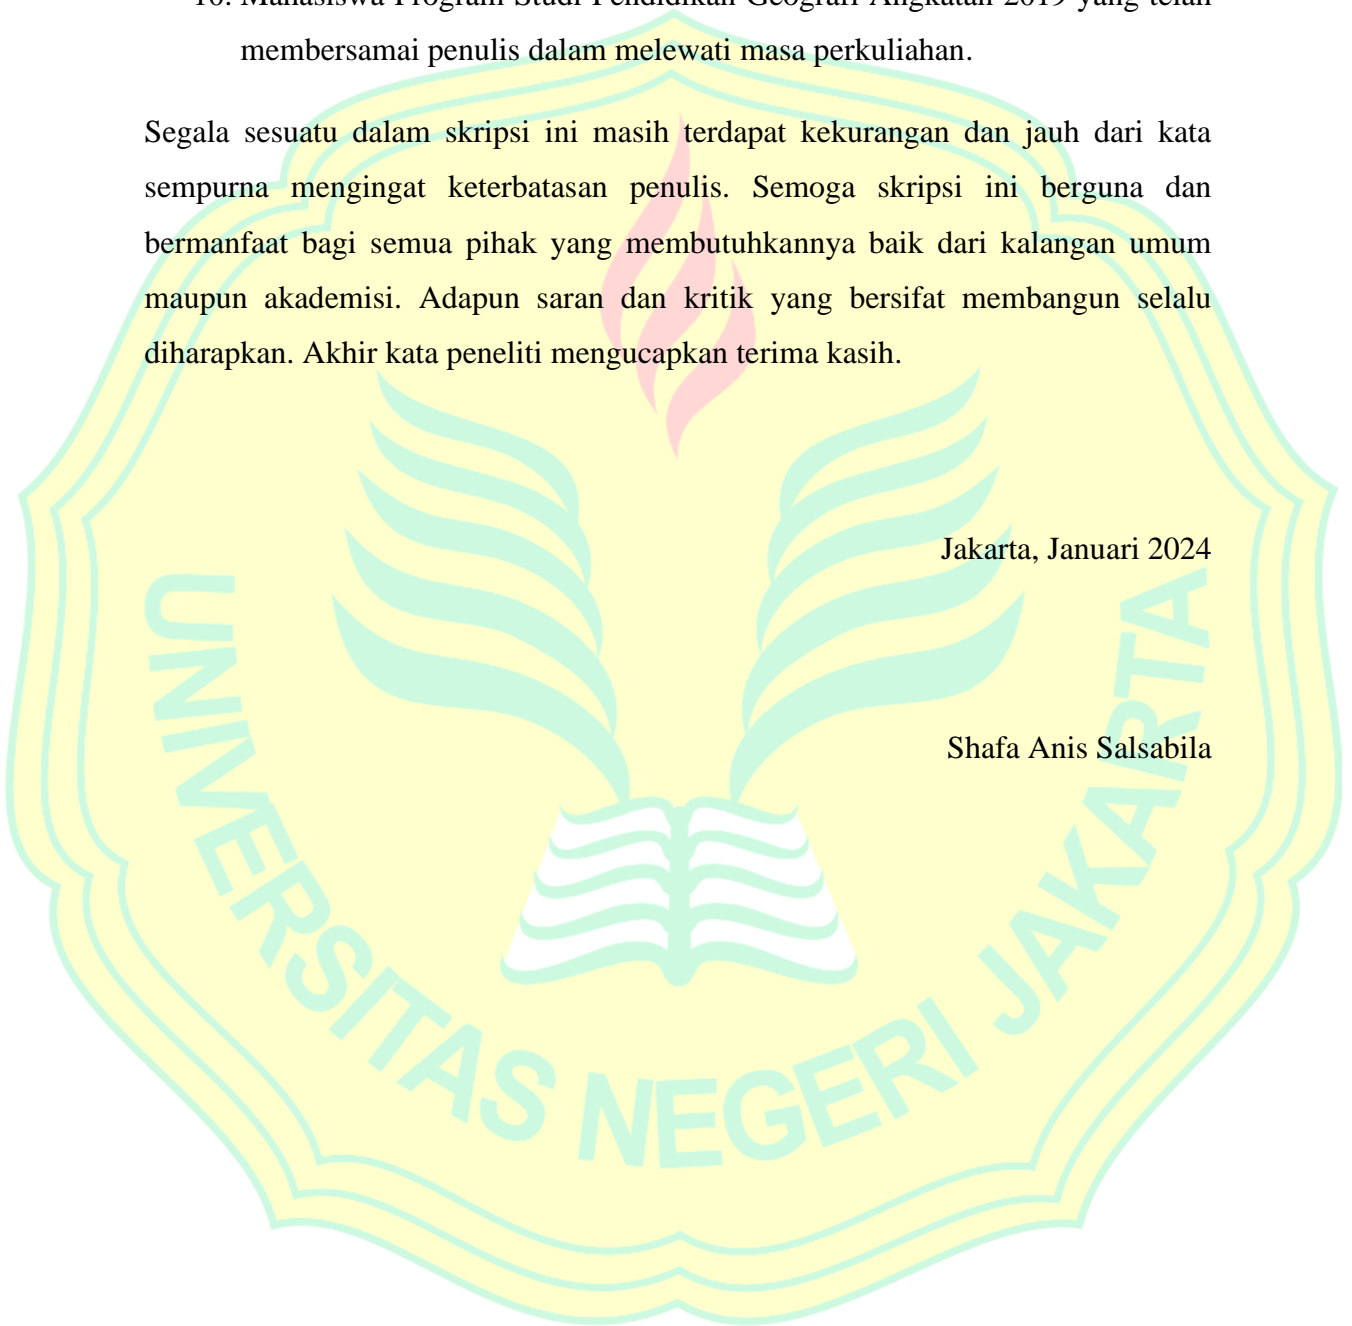 10. Mahasiswa Program Studi Pendidikan Geografi Angkatan 2019 yang telah
membersamai penulis dalam melewati masa perkuliahan.
Segala sesuatu dalam skripsi ini masih terdapat kekurangan dan jauh dari kata
sempurna mengingat keterbatasan penulis. Semoga skripsi ini berguna dan
bermanfaat bagi semua pihak yang membutuhkannya baik dari kalangan umum
maupun akademisi. Adapun saran dan kritik yang bersifat membangun selalu
diharapkan. Akhir kata peneliti mengucapkan terima kasih.
Jakarta, Januari 2024
Shafa Anis Salsabila
UNIVERSITAS NEGERI JAKARTA